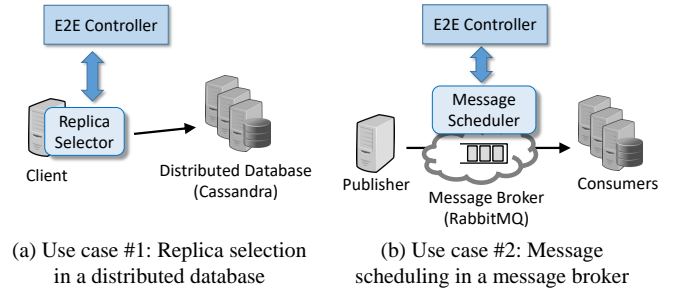 E2E Controller
Replica
Selector
Client
Distributed Database
(Cassandra)
(a) Use case #1: Replica selection
in a distributed database
E2E Controller
Message
Scheduler
Publisher
Message Broker
(RabbitMQ)
Consumers
(b) Use case #2: Message
scheduling in a message broker